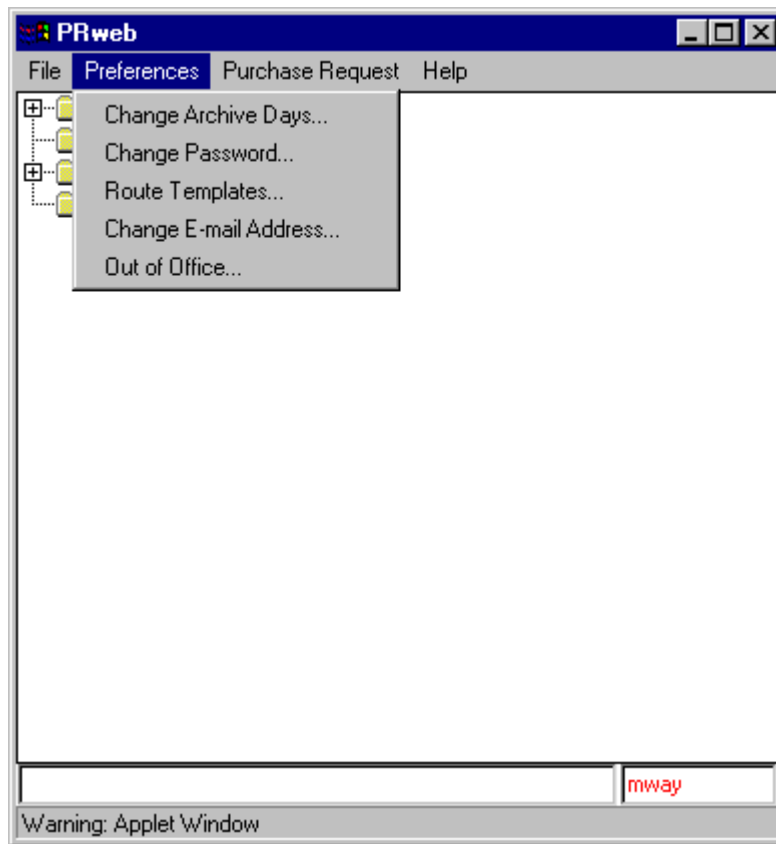 PRweb
File Preferences Purchase Request Help
Change Archive Days...
Change Password...
Route Templates...
Change E-mail Address...
Out of Office...
mway
Warning: Applet Window